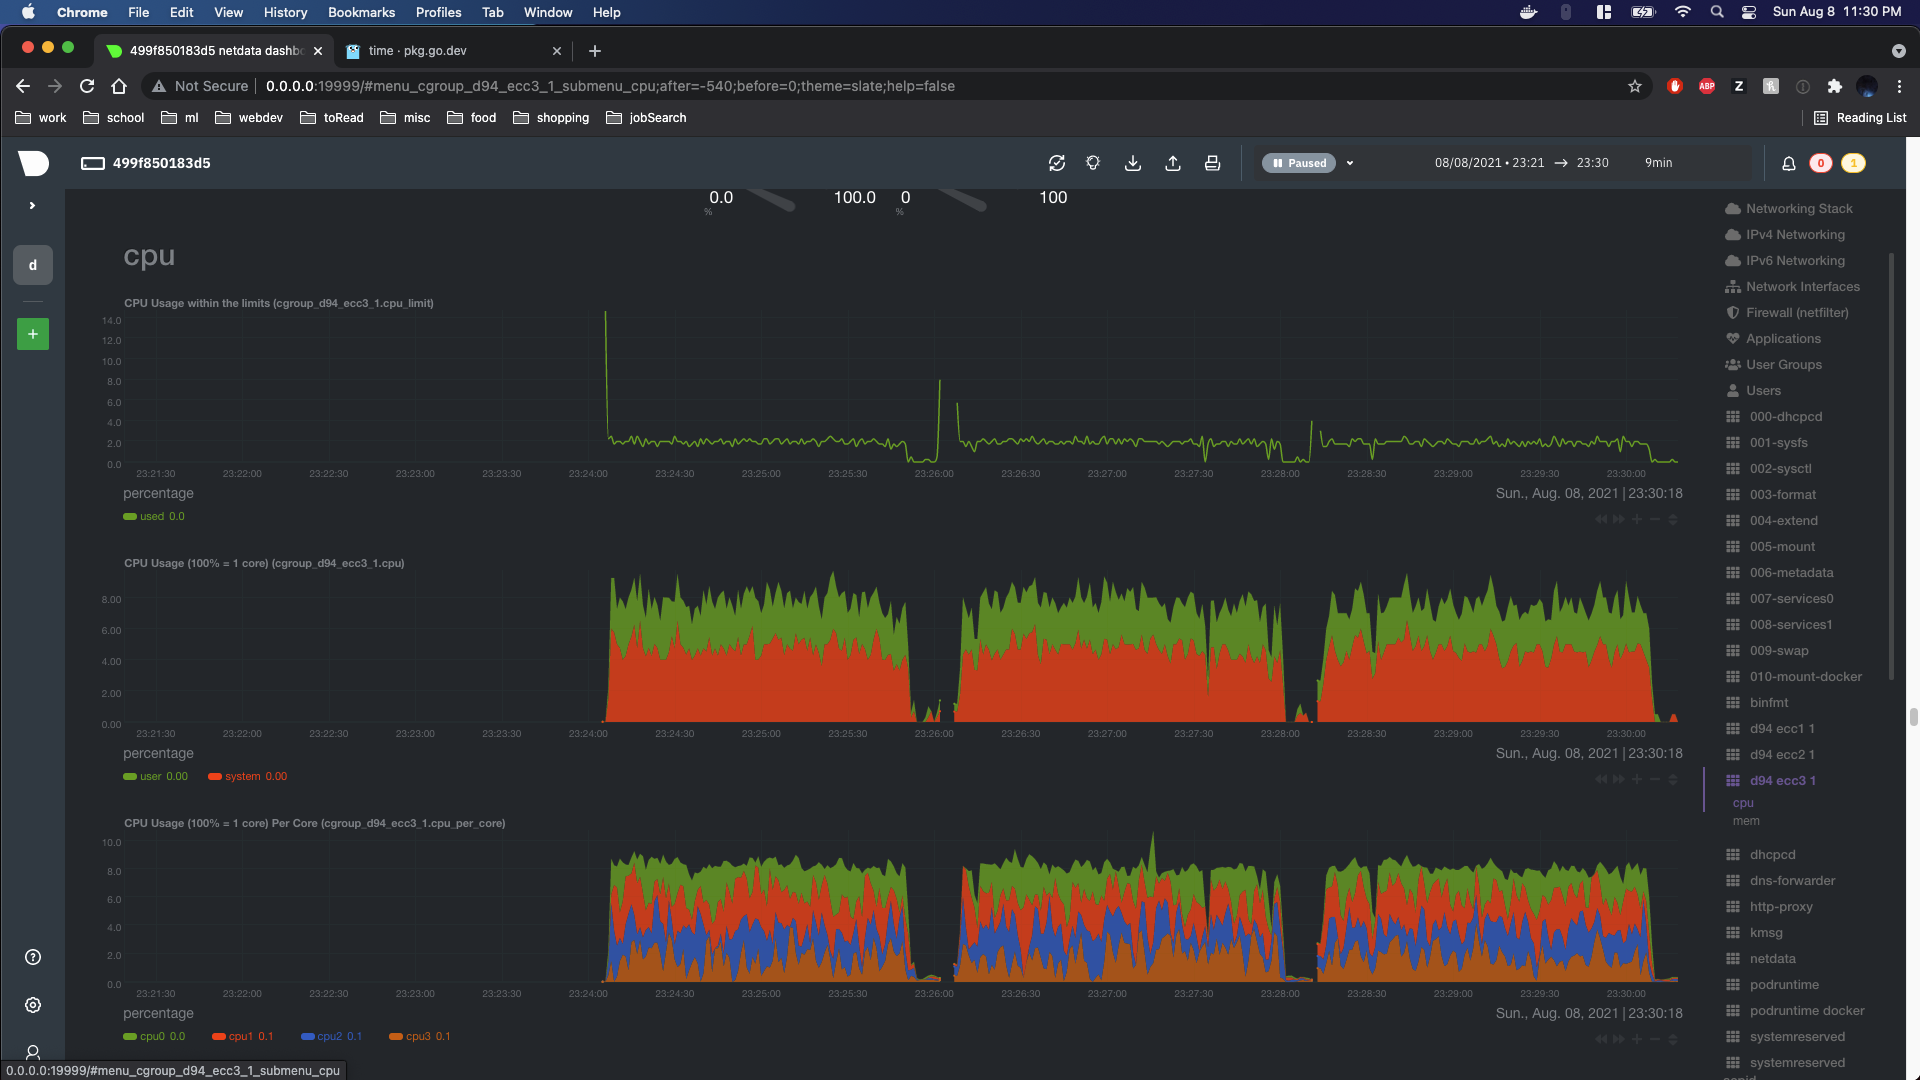 Chrome File Edit View History Bookmarks Profiles Tab Window Help Sun Aug 8 11:30 PM
499f850183d5 netdata dashbo time · pkg.go.dev
Not Secure 0.0.0.0:19999/#menu_cgroup_d94_ecc3_1_submenu_cpu;after=-540;before=0;theme=slate;help=false ABP Z
work school ml webdev toRead misc food shopping jobSearch Reading List
499f850183d5 Paused 08/08/2021 • 23:21 → 23:30 9min 0 1
d
+
0.0 100.0 0 100
% %
cpu
CPU Usage within the limits (cgroup_d94_ecc3_1.cpu_limit)
14.0
12.0
10.0
8.0
6.0
4.0
2.0
0.0
23:21:30 23:22:00 23:22:30 23:23:00 23:23:30 23:24:00 23:24:30 23:25:00 23:25:30 23:26:00 23:26:30 23:27:00 23:27:30 23:28:00 23:28:30 23:29:00 23:29:30 23:30:00
percentage Sun., Aug. 08, 2021 | 23:30:18
used 0.0
CPU Usage (100% = 1 core) (cgroup_d94_ecc3_1.cpu)
8.00
6.00
4.00
2.00
0.00
23:21:30 23:22:00 23:22:30 23:23:00 23:23:30 23:24:00 23:24:30 23:25:00 23:25:30 23:26:00 23:26:30 23:27:00 23:27:30 23:28:00 23:28:30 23:29:00 23:29:30 23:30:00
percentage Sun., Aug. 08, 2021 | 23:30:18
user 0.00 system 0.00
CPU Usage (100% = 1 core) Per Core (cgroup_d94_ecc3_1.cpu_per_core)
10.0
8.0
6.0
4.0
2.0
0.0
23:21:30 23:22:00 23:22:30 23:23:00 23:23:30 23:24:00 23:24:30 23:25:00 23:25:30 23:26:00 23:26:30 23:27:00 23:27:30 23:28:00 23:28:30 23:29:00 23:29:30 23:30:00
percentage Sun., Aug. 08, 2021 | 23:30:18
cpu0 0.0 cpu1 0.1 cpu2 0.1 cpu3 0.1
Networking Stack
IPv4 Networking
IPv6 Networking
Network Interfaces
Firewall (netfilter)
Applications
User Groups
Users
000-dhcpcd
001-sysfs
002-sysctl
003-format
004-extend
005-mount
006-metadata
007-services0
008-services1
009-swap
010-mount-docker
binfmt
d94 ecc1 1
d94 ecc2 1
d94 ecc3 1
cpu
mem
dhcpcd
dns-forwarder
http-proxy
kmsg
netdata
podruntime
podruntime docker
systemreserved
systemreserved
0.0.0.0:19999/#menu_cgroup_d94_ecc3_1_submenu_cpu